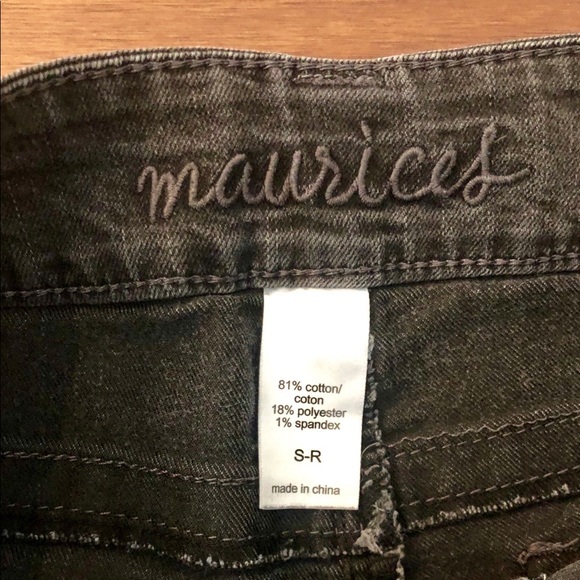 maurices
81% cotton/
coton
18% polyester
1% spandex
S-R
made in china